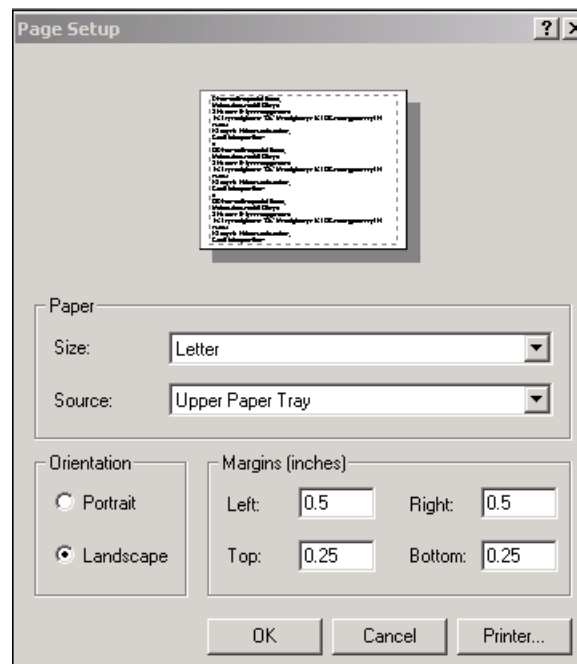 Page Setup
Paper
Size: Letter
Source: Upper Paper Tray
Orientation
Portrait
Landscape
Margins (inches)
Left: 0.5 Right: 0.5
Top: 0.25 Bottom: 0.25
OK Cancel Printer...